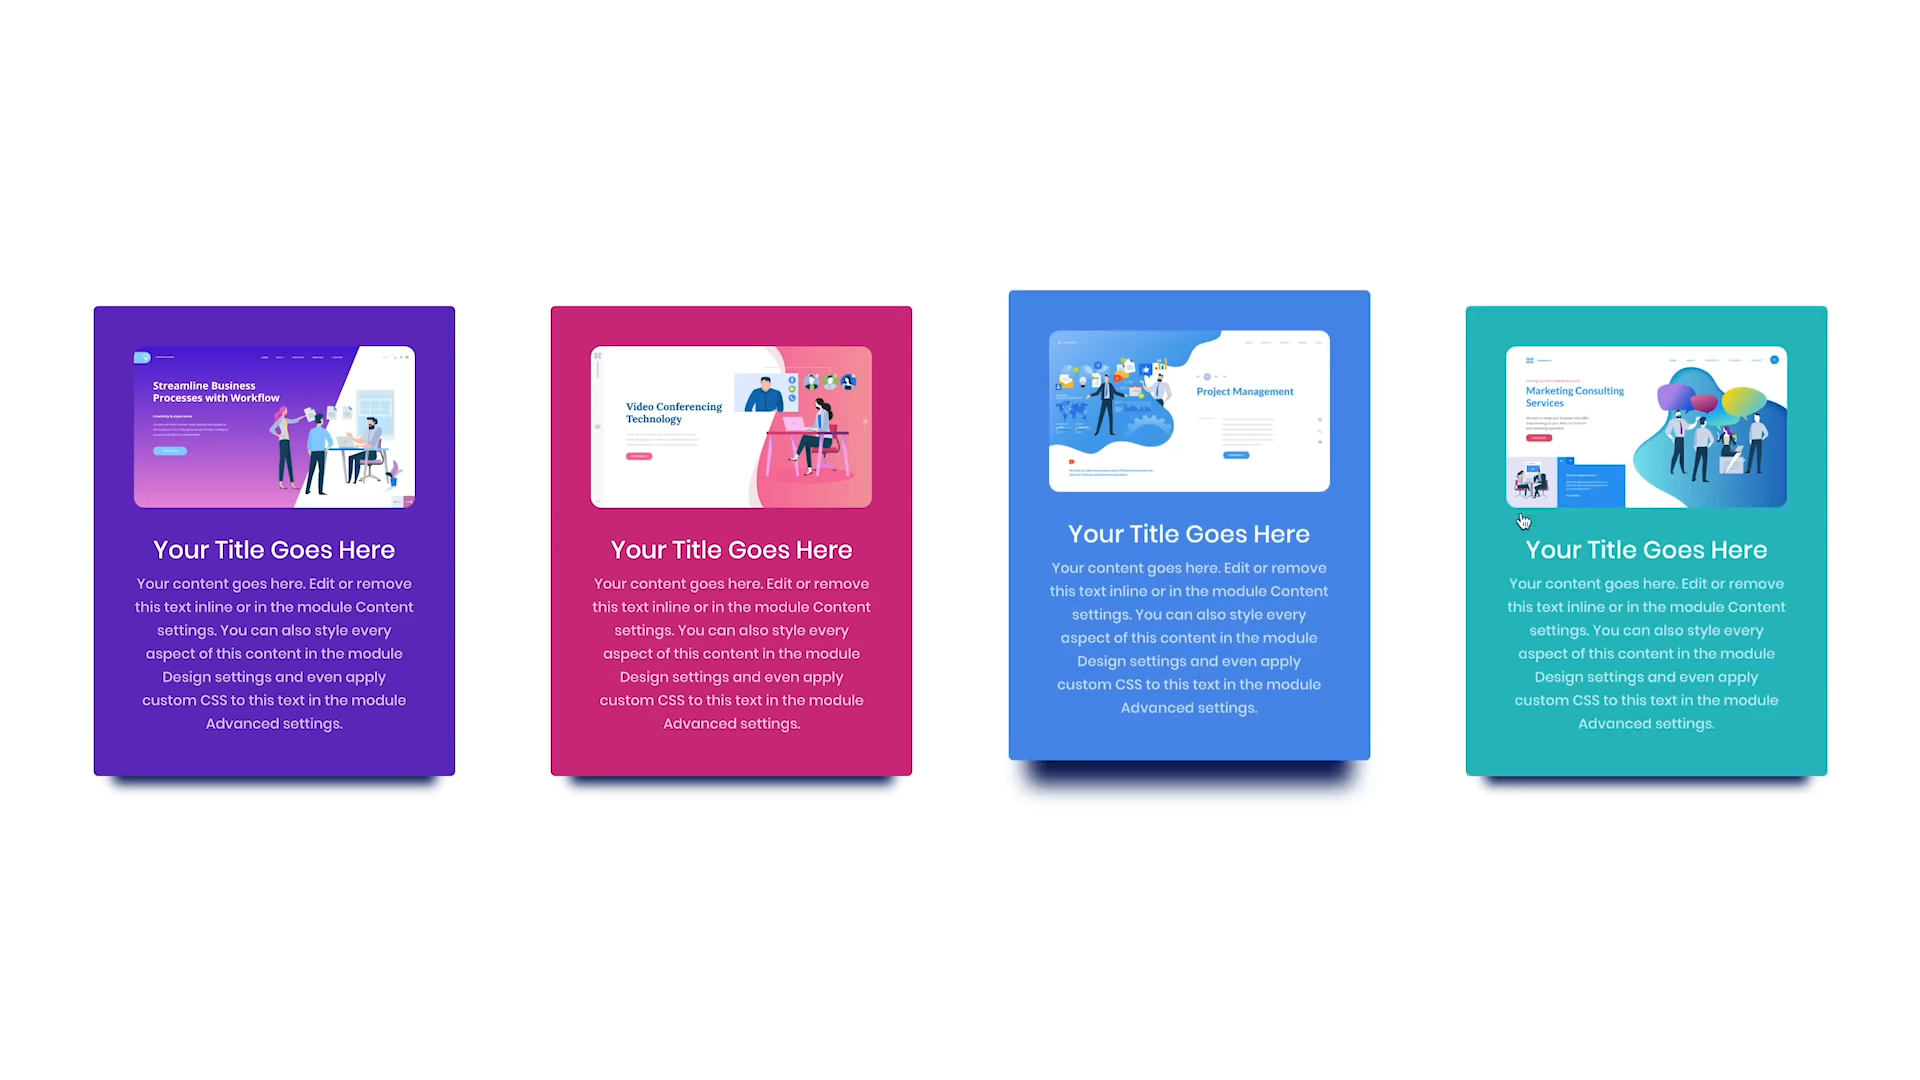 Streamline Business
Processes with Workflow
Creativity & experience
Your Title Goes Here
Your content goes here. Edit or remove
this text inline or in the module Content
settings. You can also style every
aspect of this content in the module
Design settings and even apply
custom CSS to this text in the module
Advanced settings.
Video Conferencing
Technology
Your Title Goes Here
Your content goes here. Edit or remove
this text inline or in the module Content
settings. You can also style every
aspect of this content in the module
Design settings and even apply
custom CSS to this text in the module
Advanced settings.
Project Management
Your Title Goes Here
Your content goes here. Edit or remove
this text inline or in the module Content
settings. You can also style every
aspect of this content in the module
Design settings and even apply
custom CSS to this text in the module
Advanced settings.
Marketing Consulting
Services
Your Title Goes Here
Your content goes here. Edit or remove
this text inline or in the module Content
settings. You can also style every
aspect of this content in the module
Design settings and even apply
custom CSS to this text in the module
Advanced settings.